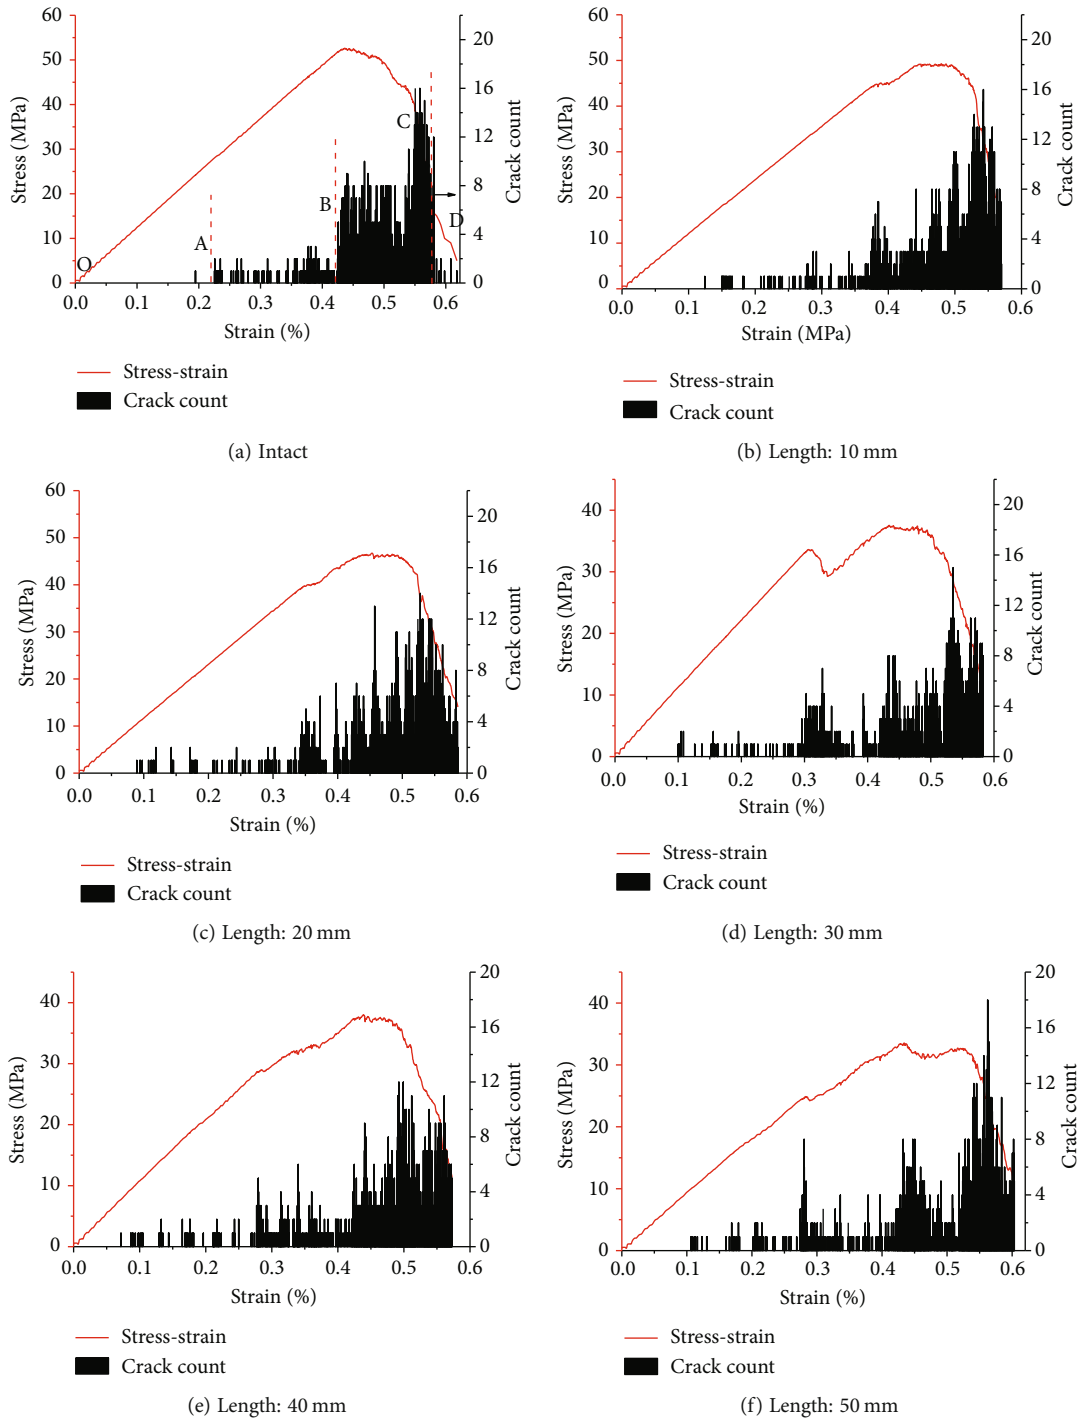 60
50
40
30
20
10
0
Stress (MPa)
20
16
12
8
4
0
Crack count
O
A
B
C
D
0.0 0.1 0.2 0.3 0.4 0.5 0.6
Strain (%)
Stress-strain
Crack count
(a) Intact
60
50
40
30
20
10
0
Stress (MPa)
20
16
12
8
4
0
Crack count
0.0 0.1 0.2 0.3 0.4 0.5 0.6
Strain (MPa)
Stress-strain
Crack count
(b) Length: 10 mm
60
50
40
30
20
10
0
Stress (MPa)
20
16
12
8
4
0
Crack count
0.0 0.1 0.2 0.3 0.4 0.5 0.6
Strain (%)
Stress-strain
Crack count
(c) Length: 20 mm
40
30
20
10
0
Stress (MPa)
20
16
12
8
4
0
Crack count
0.0 0.1 0.2 0.3 0.4 0.5 0.6
Strain (%)
Stress-strain
Crack count
(d) Length: 30 mm
40
30
20
10
0
Stress (MPa)
20
16
12
8
4
0
Crack count
0.0 0.1 0.2 0.3 0.4 0.5 0.6
Strain (%)
Stress-strain
Crack count
(e) Length: 40 mm
40
30
20
10
0
Stress (MPa)
20
16
12
8
4
0
Crack count
0.0 0.1 0.2 0.3 0.4 0.5 0.6
Strain (%)
Stress-strain
Crack count
(f) Length: 50 mm